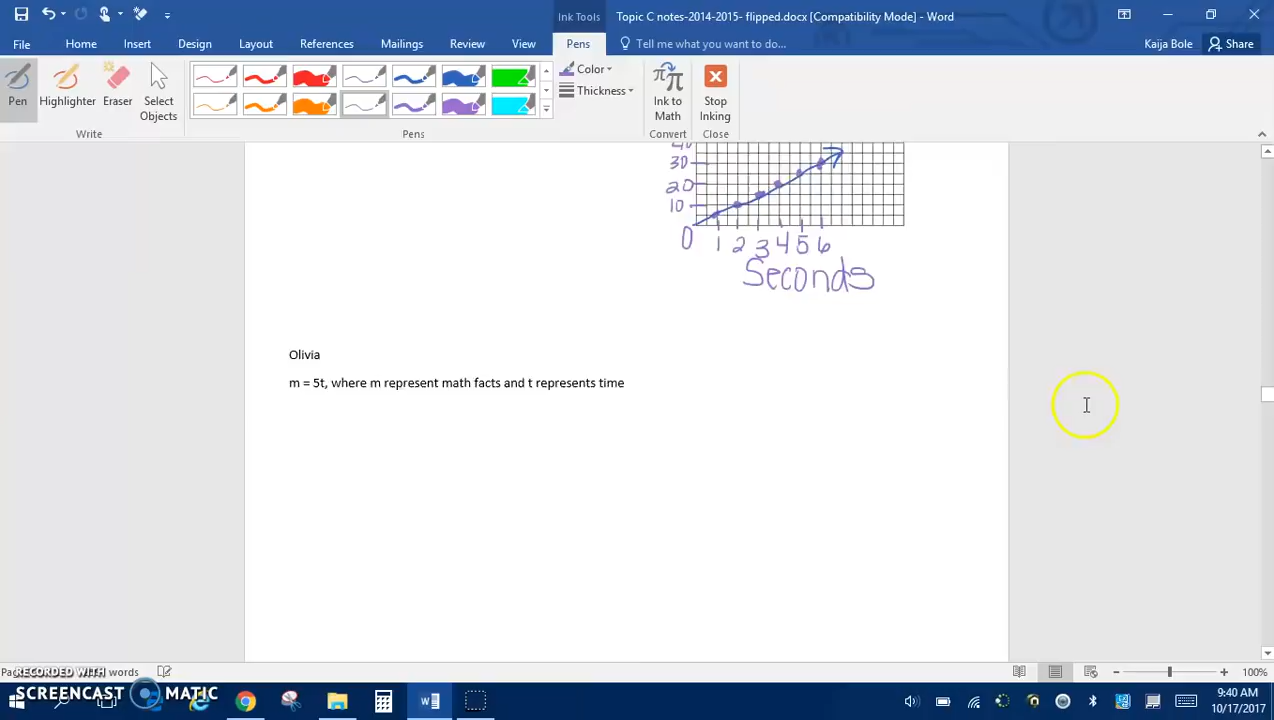 Ink Tools
Topic C notes-2014-2015- flipped.docx [Compatibility Mode] - Word
File Home Insert Design Layout References Mailings Review View Pens Tell me what you want to do... Kaija Bole Share
Pen
Highlighter
Eraser
Select Objects
Color
Thickness
Ink to Math
Stop Inking
Write
Pens
Convert
Close
30
20
10
0 1 2 3 4 5 6
Seconds
Olivia
m = 5t, where m represent math facts and t represents time
words
100%
RECORDED WITH
SCREENCAST MATIC
9:40 AM
10/17/2017